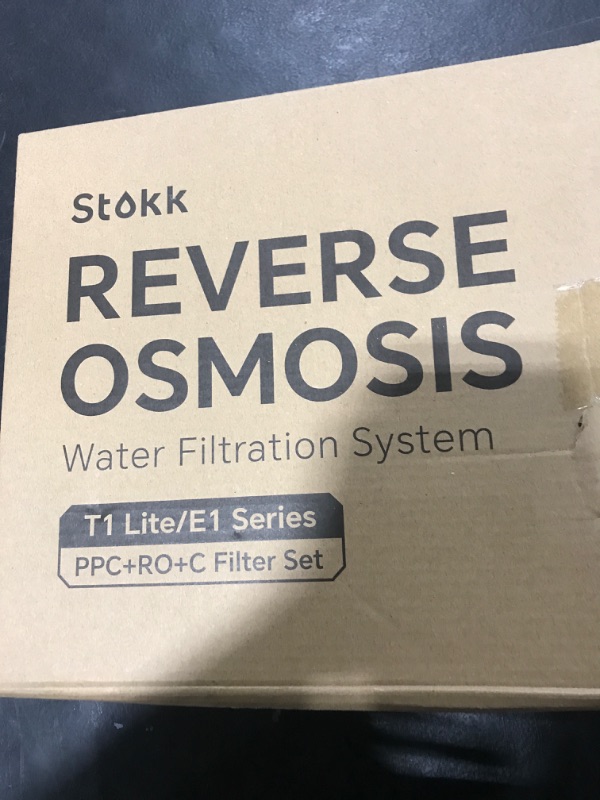 Stokk
REVERSE
OSMOSIS
Water Filtration System
T1 Lite/E1 Series
PPC+RO+C Filter Set